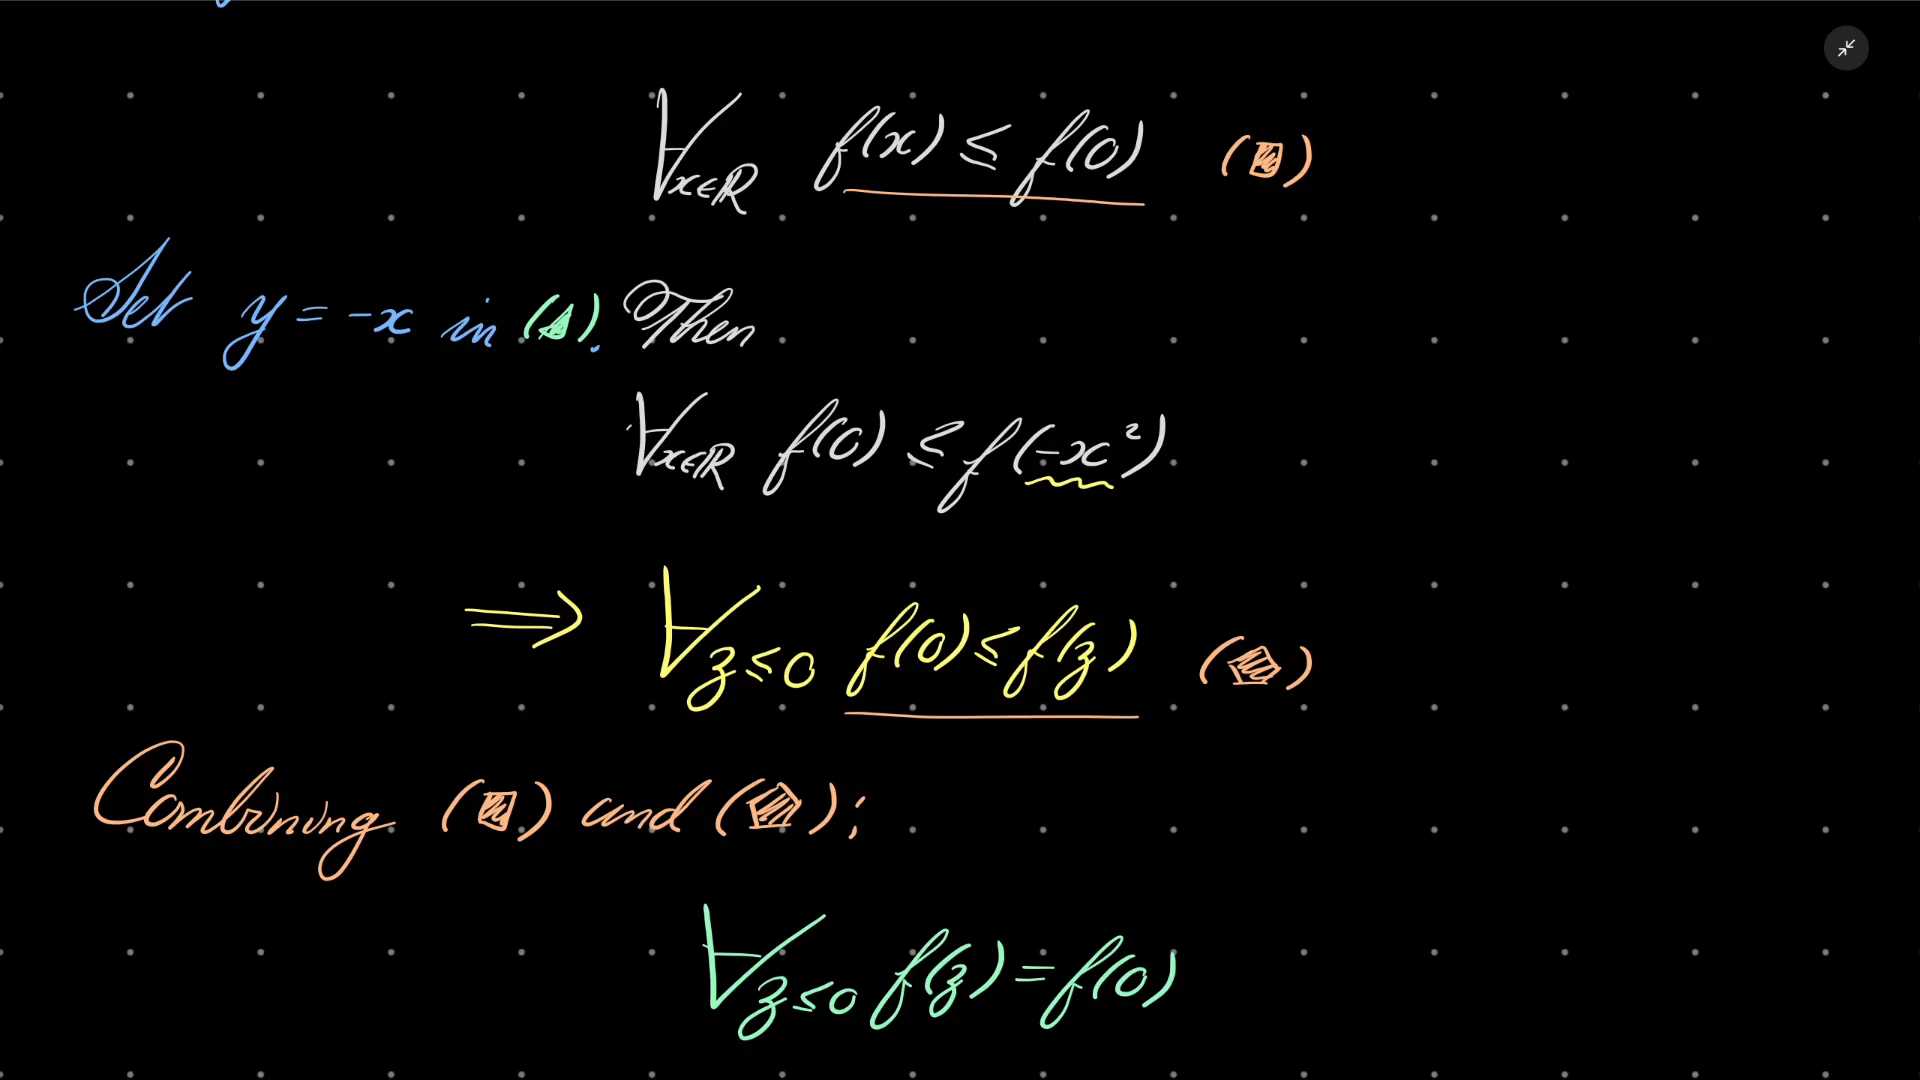 ∀x∈ℝ f(x) ≤ f(0) (■)
Set y = -x in (▲). Then
∀x∈ℝ f(0) ≤ f(-x²)
⟹ ∀z≤0 f(0) ≤ f(z) (⬟)
Combining (■) and (⬟):
∀z≤0 f(z) = f(0)